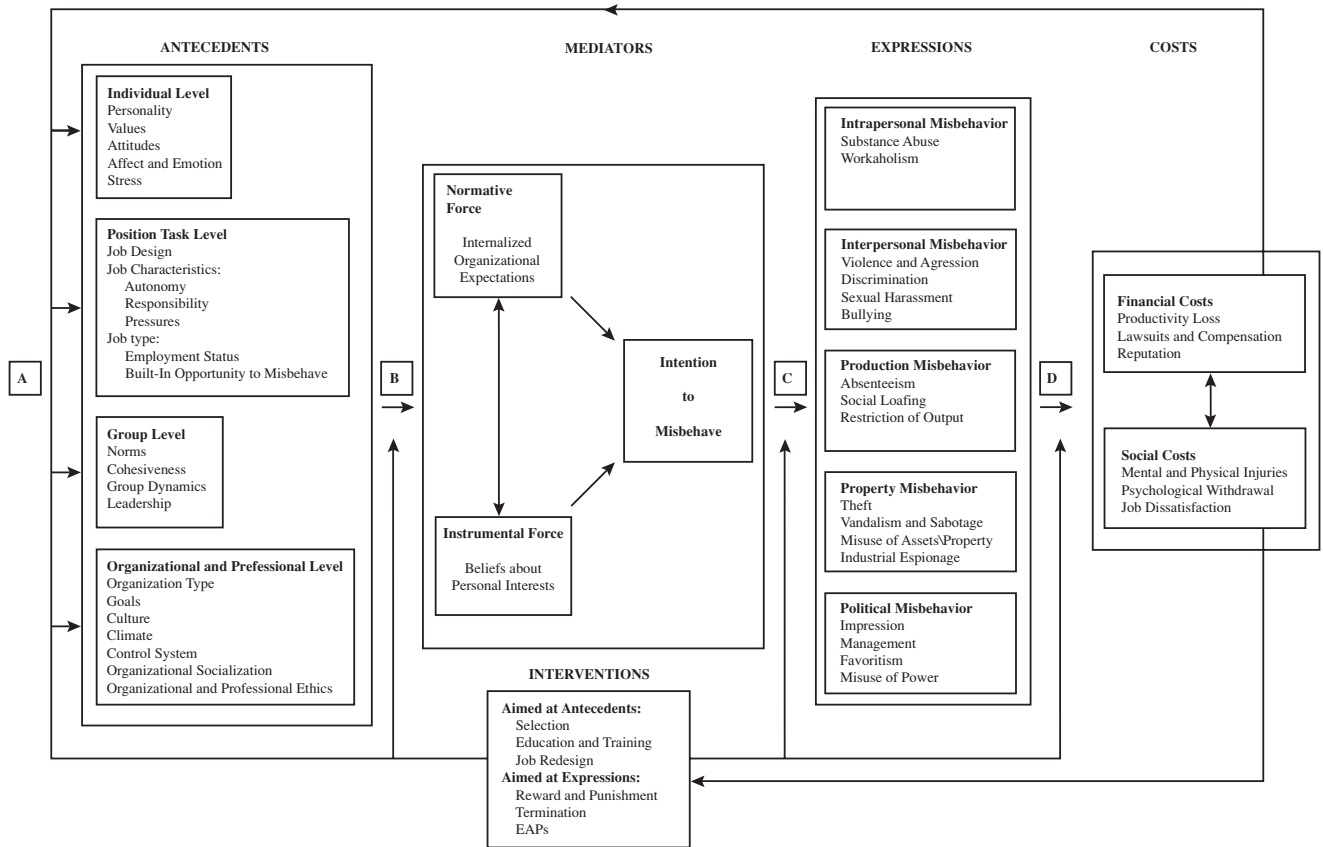 ANTECEDENTS
Individual Level
Personality
Values
Attitudes
Affect and Emotion
Stress
Position Task Level
Job Design
Job Characteristics:
Autonomy
Responsibility
Pressures
Job type:
Employment Status
Built-In Opportunity to Misbehave
Group Level
Norms
Cohesiveness
Group Dynamics
Leadership
Organizational and Prefessional Level
Organization Type
Goals
Culture
Climate
Control System
Organizational Socialization
Organizational and Professional Ethics
A
B
MEDIATORS
Normative
Force
Internalized
Organizational
Expectations
Intention
to
Misbehave
Instrumental Force
Beliefs about
Personal Interests
C
EXPRESSIONS
Intrapersonal Misbehavior
Substance Abuse
Workaholism
Interpersonal Misbehavior
Violence and Agression
Discrimination
Sexual Harassment
Bullying
Production Misbehavior
Absenteeism
Social Loafing
Restriction of Output
Property Misbehavior
Theft
Vandalism and Sabotage
Misuse of Assets\Property
Industrial Espionage
Political Misbehavior
Impression
Management
Favoritism
Misuse of Power
D
COSTS
Financial Costs
Productivity Loss
Lawsuits and Compensation
Reputation
Social Costs
Mental and Physical Injuries
Psychological Withdrawal
Job Dissatisfaction
INTERVENTIONS
Aimed at Antecedents:
Selection
Education and Training
Job Redesign
Aimed at Expressions:
Reward and Punishment
Termination
EAPs